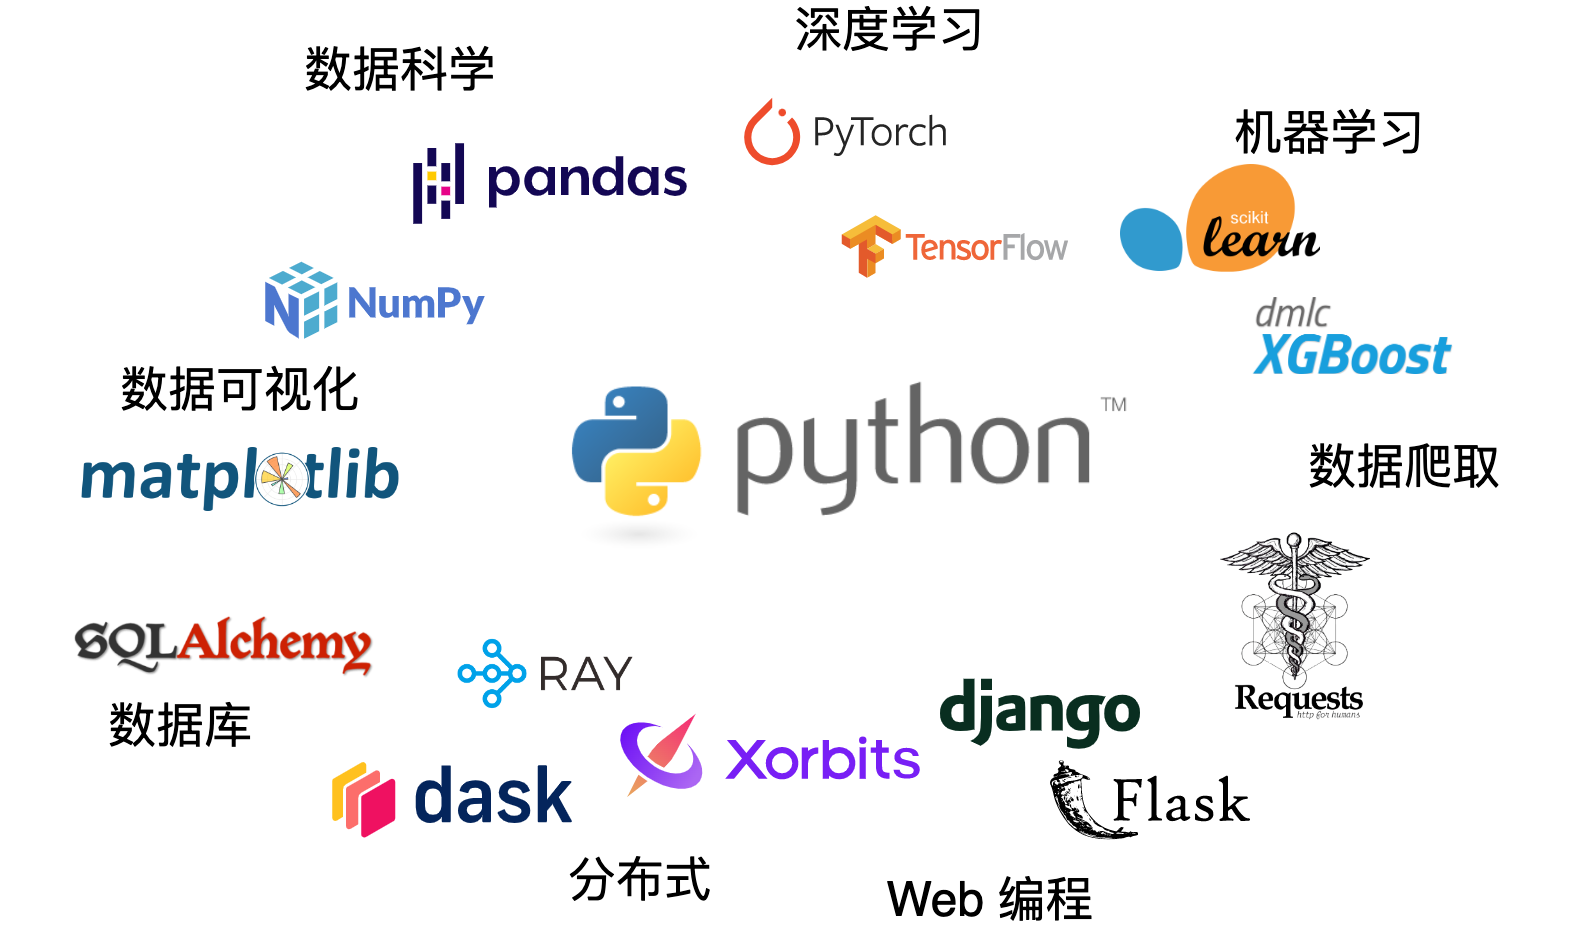 深度学习
数据科学
PyTorch
机器学习
pandas
scikit
learn
TensorFlow
NumPy
dmlc
XGBoost
数据可视化
python™
数据爬取
matplotlib
SQLAlchemy
RAY
Requests
http for humans
django
数据库
Xorbits
dask
Flask
分布式
Web 编程